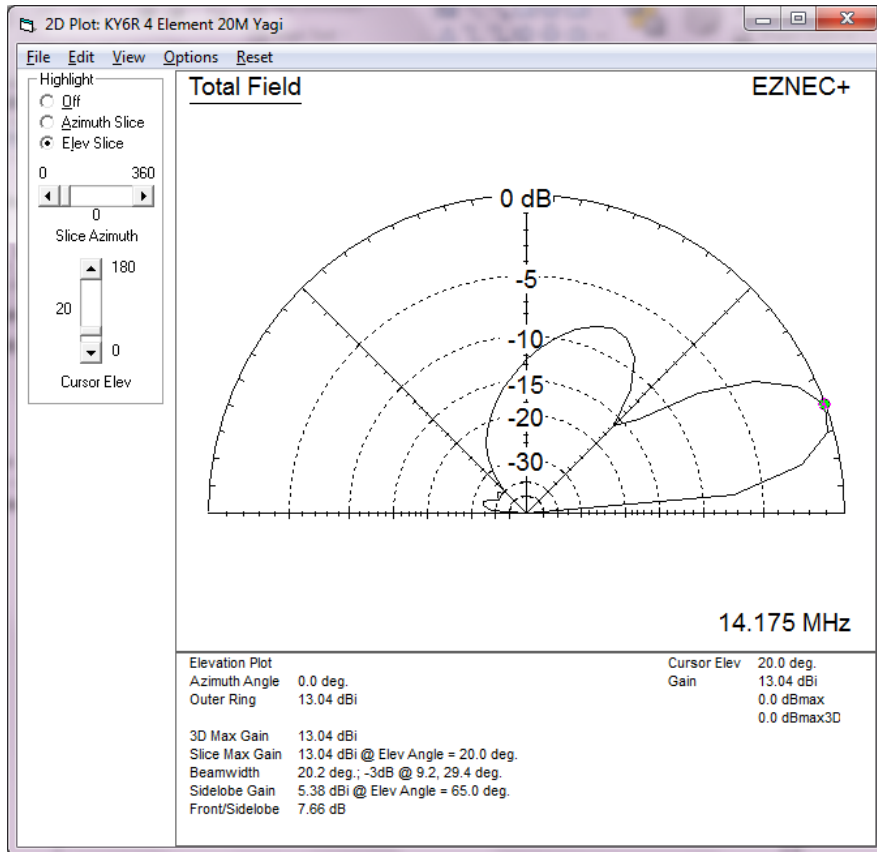 2D Plot: KY6R 4 Element 20M Yagi
File Edit View Options Reset
Highlight
Off
Azimuth Slice
Elev Slice
0 360
0
Slice Azimuth
180
20
0
Cursor Elev
Total Field EZNEC+
0 dB
-5
-10
-15
-20
-30
14.175 MHz
Elevation Plot Cursor Elev 20.0 deg.
Azimuth Angle 0.0 deg. Gain 13.04 dBi
Outer Ring 13.04 dBi 0.0 dBmax
0.0 dBmax3D
3D Max Gain 13.04 dBi
Slice Max Gain 13.04 dBi @ Elev Angle = 20.0 deg.
Beamwidth 20.2 deg.; -3dB @ 9.2, 29.4 deg.
Sidelobe Gain 5.38 dBi @ Elev Angle = 65.0 deg.
Front/Sidelobe 7.66 dB